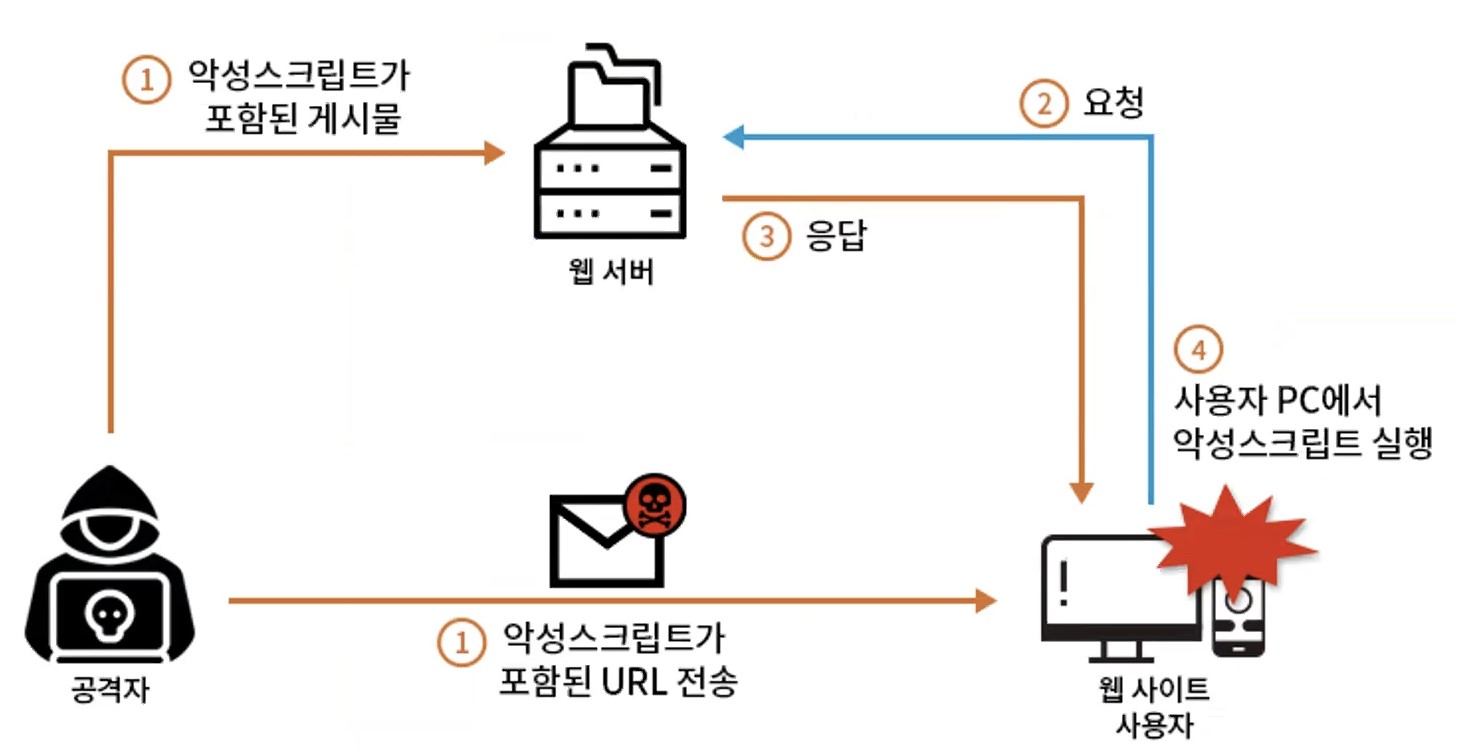 ① 악성스크립트가
포함된 게시물
② 요청
③ 응답
웹 서버
④
사용자 PC에서
악성스크립트 실행
① 악성스크립트가
포함된 URL 전송
공격자
웹 사이트
사용자